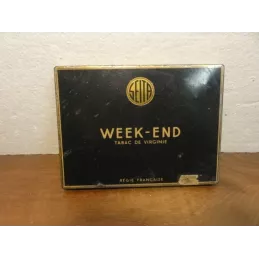 SEITA
WEEK-END
TABAC DE VIRGINIE
RÉGIE FRANÇAISE